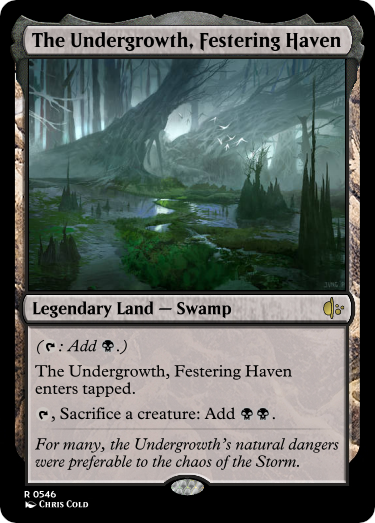 The Undergrowth, Festering Haven
Legendary Land — Swamp
(: Add .)
The Undergrowth, Festering Haven
enters tapped.
, Sacrifice a creature: Add .
For many, the Undergrowth's natural dangers
were preferable to the chaos of the Storm.
R 0546
Chris Cold